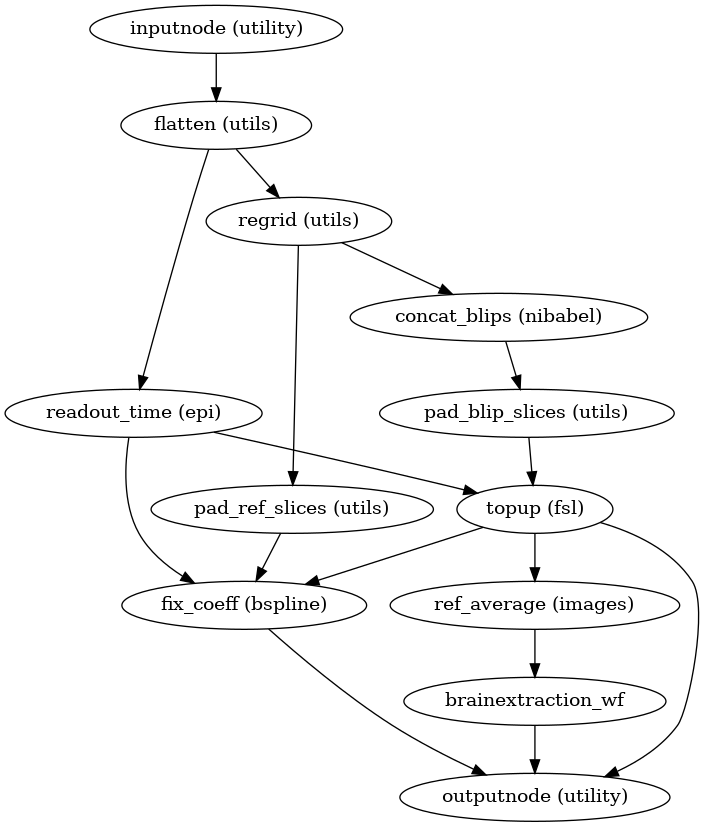 inputnode (utility)
flatten (utils)
regrid (utils)
concat_blips (nibabel)
readout_time (epi)
pad_blip_slices (utils)
pad_ref_slices (utils)
topup (fsl)
fix_coeff (bspline)
ref_average (images)
brainextraction_wf
outputnode (utility)